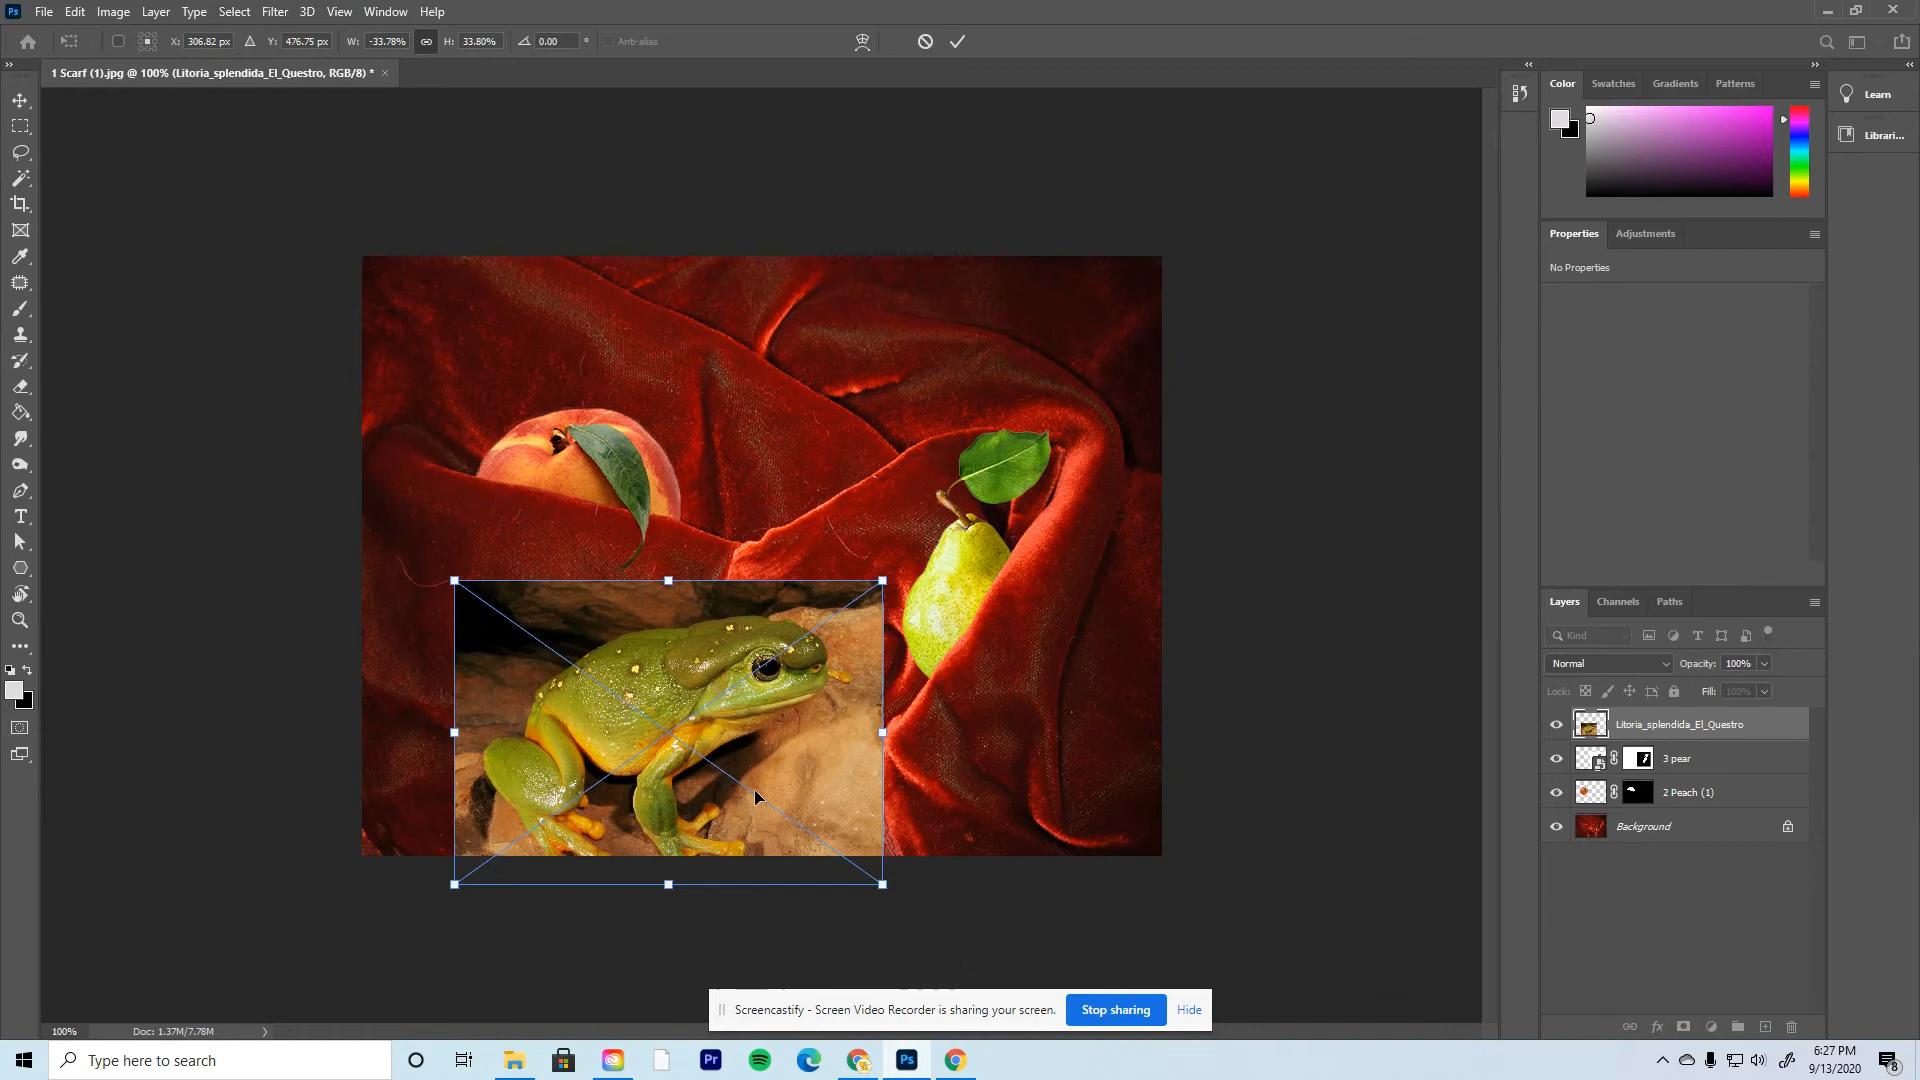 Ps File Edit Image Layer Type Select Filter 3D View Window Help
X: 306.82 px Y: 476.75 px W: -33.78% H: 33.80% 0.00 ° Anti-alias
1 Scarf (1).jpg @ 100% (Litoria_splendida_El_Questro, RGB/8) * ×
Color Swatches Gradients Patterns
Learn
Librari...
Properties Adjustments
No Properties
Layers Channels Paths
Kind
Normal Opacity: 100%
Lock: Fill: 100%
Litoria_splendida_El_Questro
3 pear
2 Peach (1)
Background
fx
Screencastify - Screen Video Recorder is sharing your screen. Stop sharing Hide
100% Doc: 1.37M/7.78M
Type here to search
Pr Ps
6:27 PM
9/13/2020
8